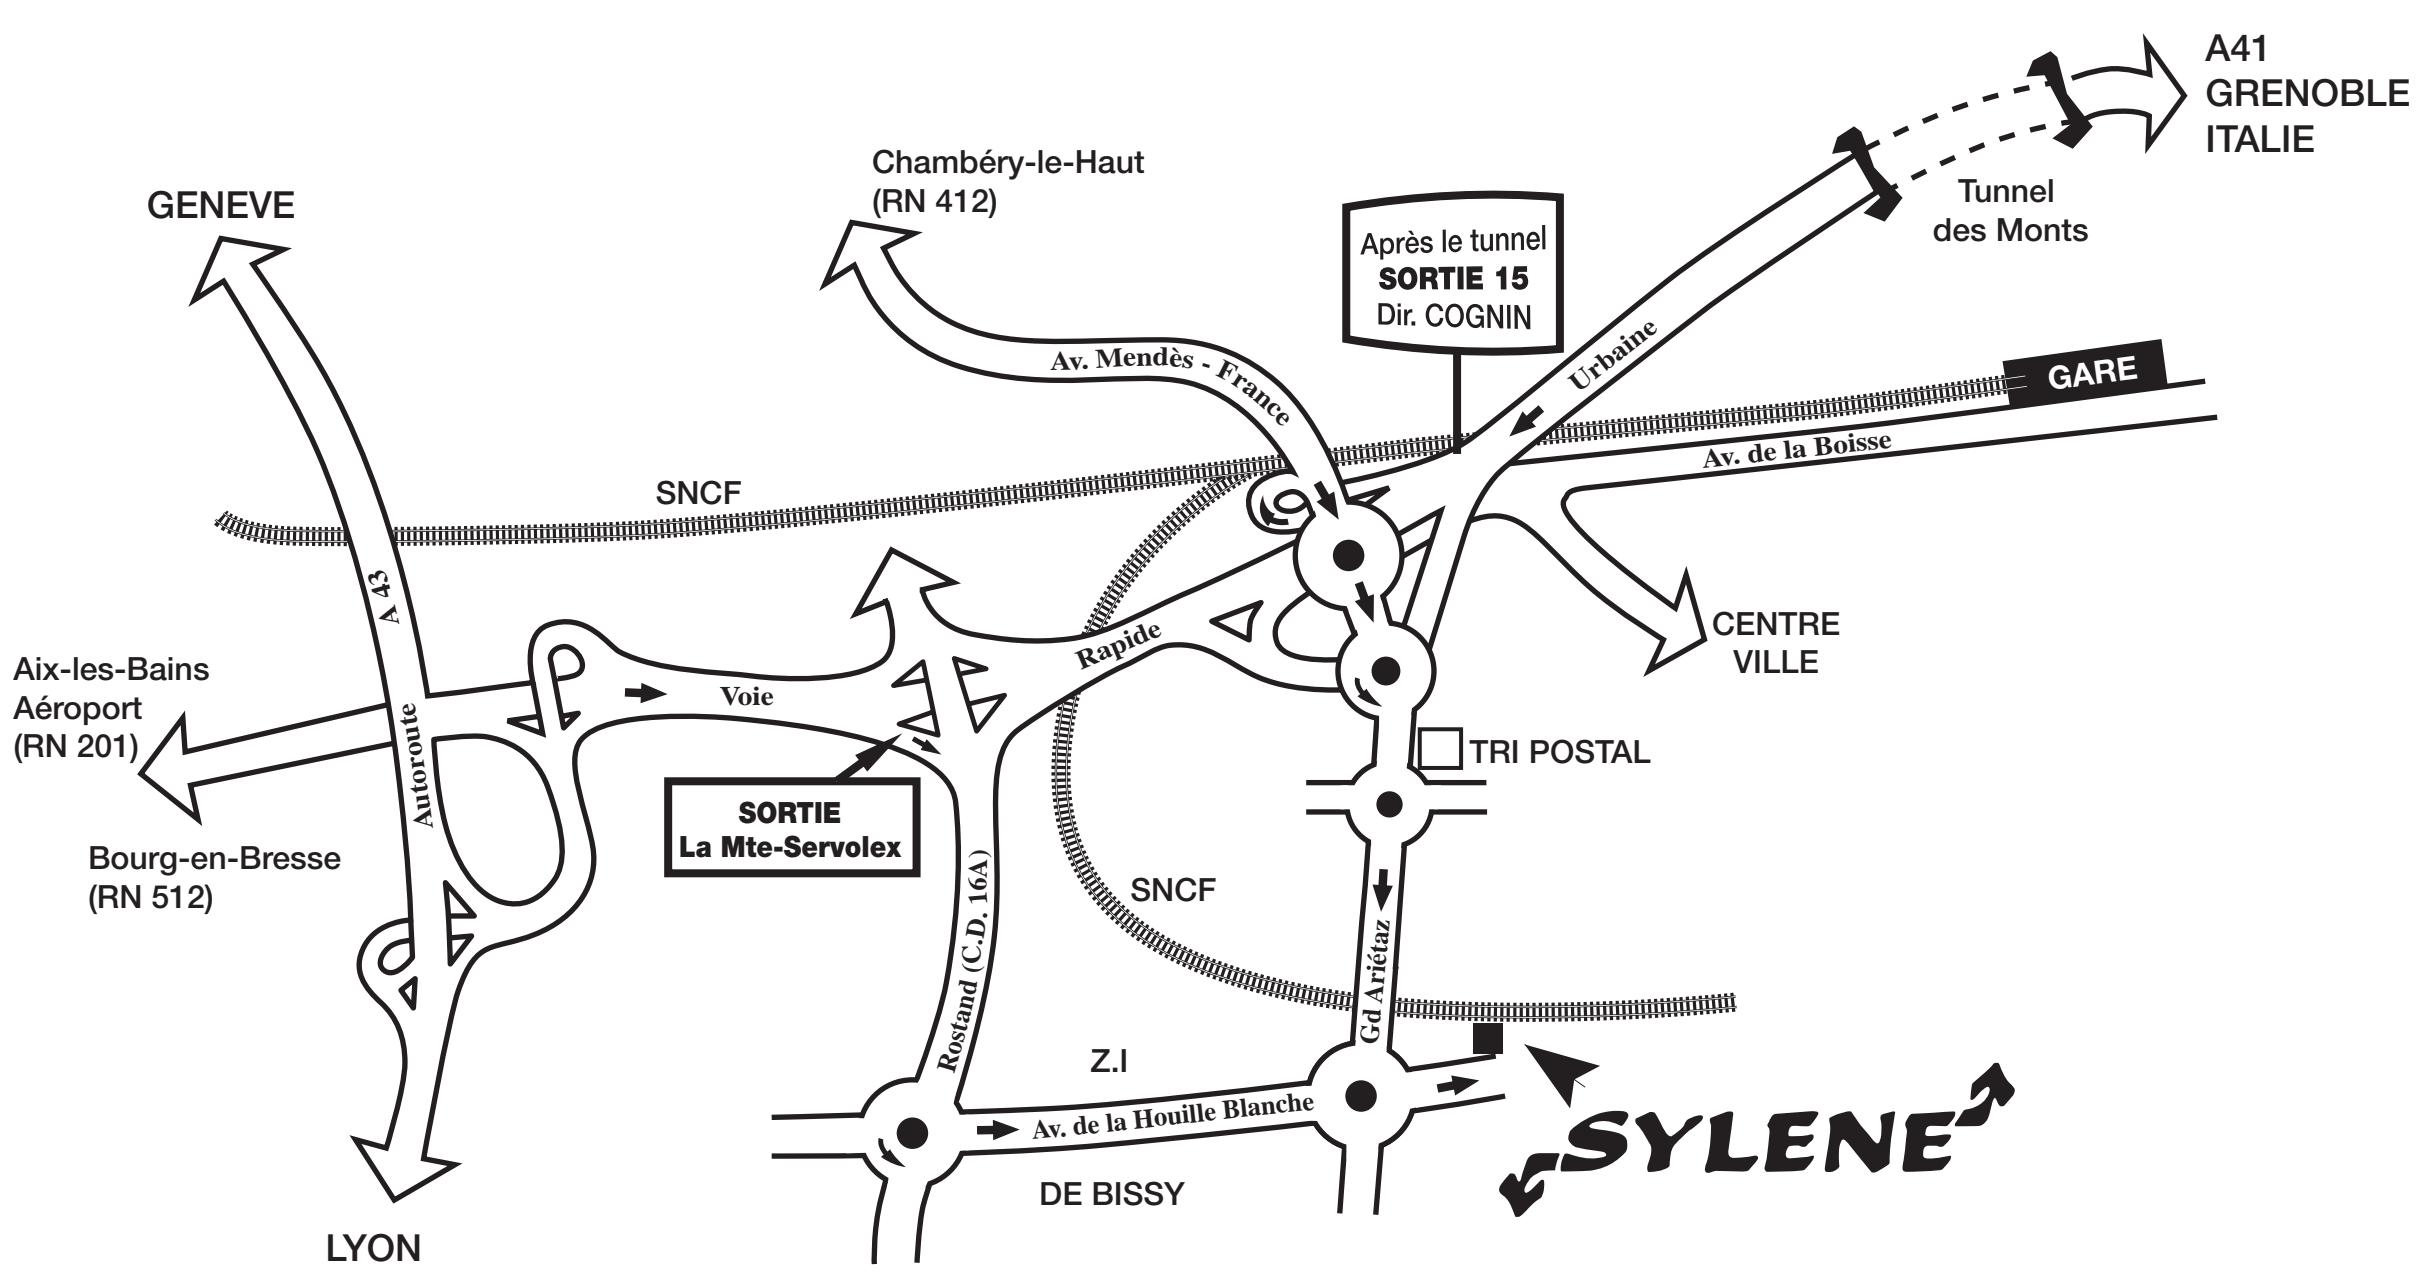 A41
GRENOBLE
ITALIE
Chambéry-le-Haut
(RN 412)
GENEVE
Tunnel
des Monts
Après le tunnel
SORTIE 15
Dir. COGNIN
Urbaine
Av. Mendès - France
GARE
Av. de la Boisse
SNCF
A 43
CENTRE
VILLE
Aix-les-Bains
Aéroport
(RN 201)
Rapide
Voie
Autoroute
TRI POSTAL
SORTIE
La Mte-Servolex
Bourg-en-Bresse
(RN 512)
SNCF
Rostand (C.D. 16A)
Gd Ariétaz
Z.I
Av. de la Houille Blanche
SYLENE
DE BISSY
LYON